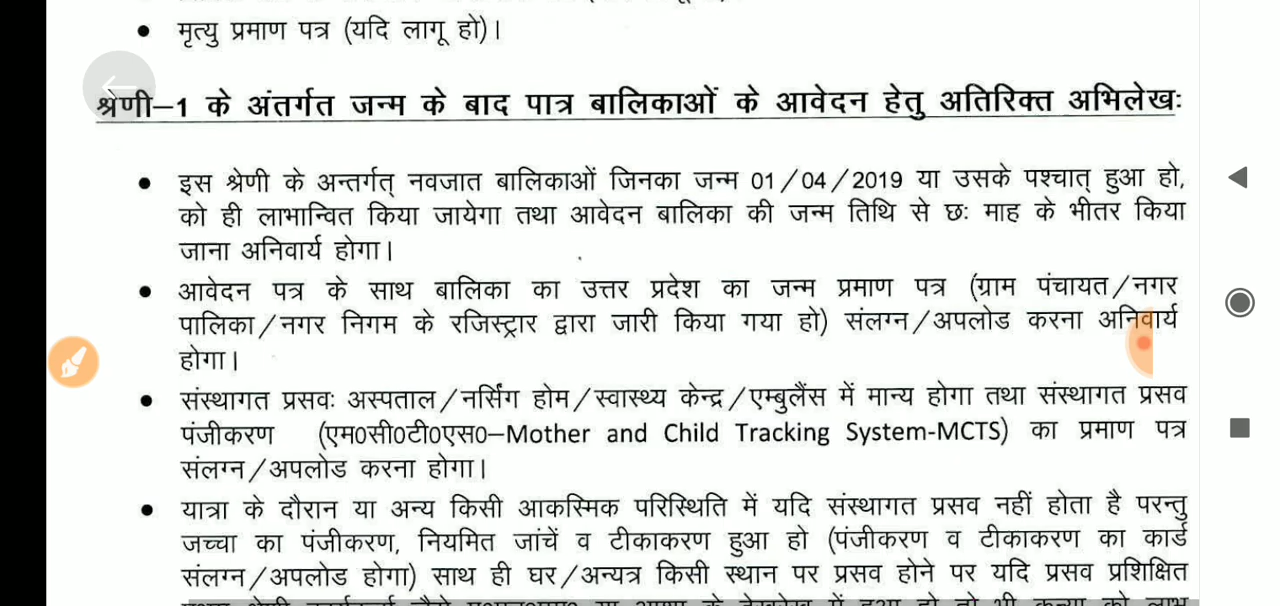 मृत्यु प्रमाण पत्र (यदि लागू हो)।
श्रेणी–1 के अंतर्गत जन्म के बाद पात्र बालिकाओं के आवेदन हेतु अतिरिक्त अभिलेखः
इस श्रेणी के अन्तर्गत् नवजात बालिकाओं जिनका जन्म 01/04/2019 या उसके पश्चात् हुआ हो,
को ही लाभान्वित किया जायेगा तथा आवेदन बालिका की जन्म तिथि से छः माह के भीतर किया
जाना अनिवार्य होगा।
आवेदन पत्र के साथ बालिका का उत्तर प्रदेश का जन्म प्रमाण पत्र (ग्राम पंचायत/नगर
पालिका/नगर निगम के रजिस्ट्रार द्वारा जारी किया गया हो) संलग्न/अपलोड करना अनिवार्य
होगा।
संस्थागत प्रसवः अस्पताल/नर्सिंग होम/स्वास्थ्य केन्द्र/एम्बुलैंस में मान्य होगा तथा संस्थागत प्रसव
पंजीकरण (एम0सी0टी0एस0–Mother and Child Tracking System-MCTS) का प्रमाण पत्र
संलग्न/अपलोड करना होगा।
यात्रा के दौरान या अन्य किसी आकस्मिक परिस्थिति में यदि संस्थागत प्रसव नहीं होता है परन्तु
जच्चा का पंजीकरण, नियमित जांचें व टीकाकरण हुआ हो (पंजीकरण व टीकाकरण का कार्ड
संलग्न/अपलोड होगा) साथ ही घर/अन्यत्र किसी स्थान पर प्रसव होने पर यदि प्रसव प्रशिक्षित